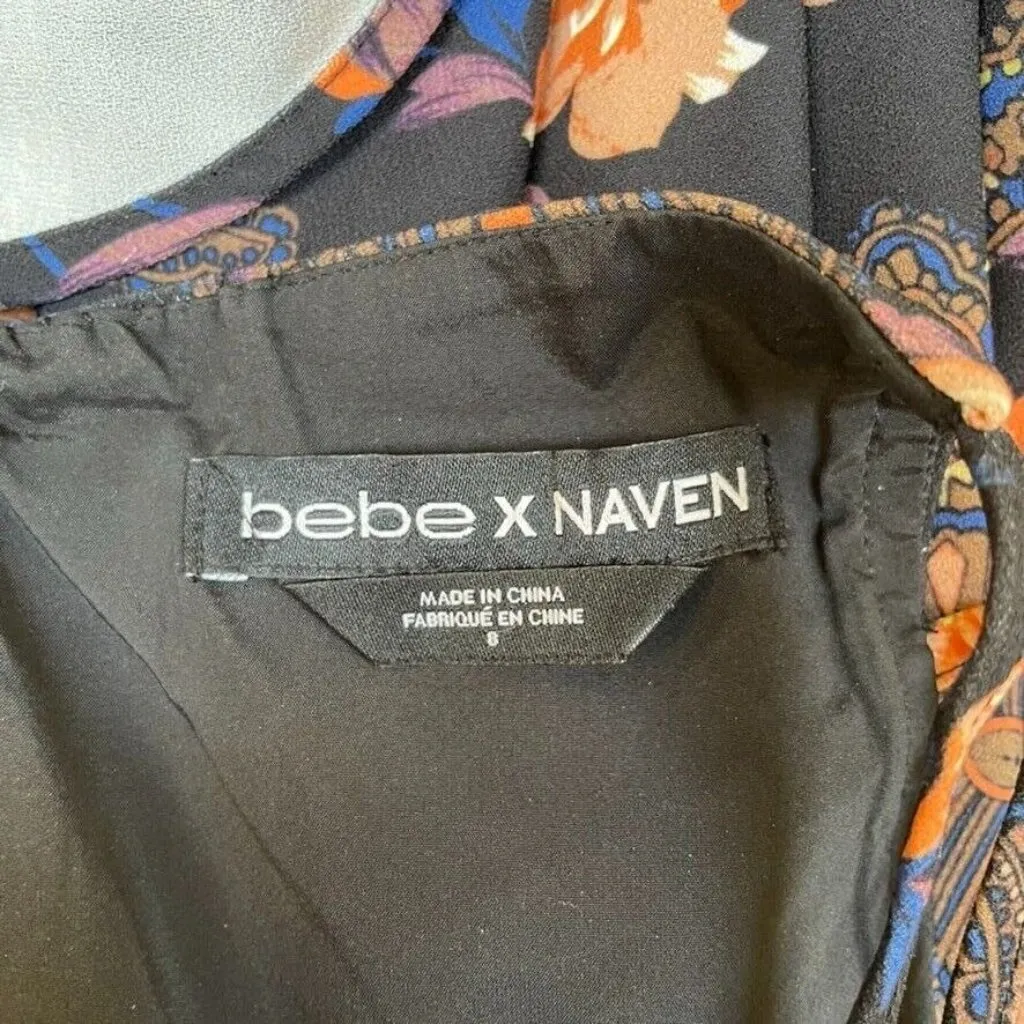 bebe X NAVEN
MADE IN CHINA
FABRIQUÉ EN CHINE
8